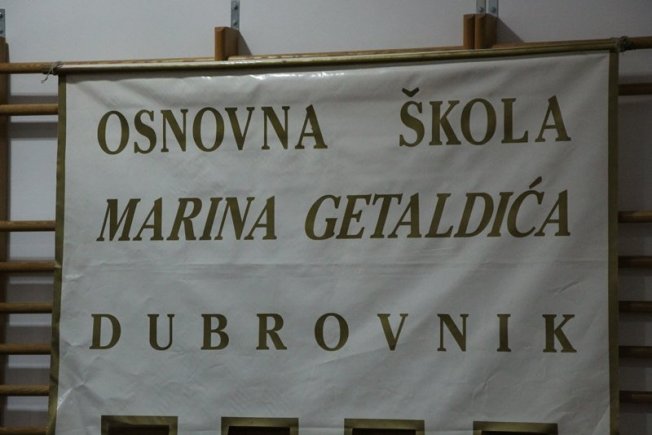 OSNOVNA ŠKOLA
MARINA GETALDIĆA
DUBROVNIK